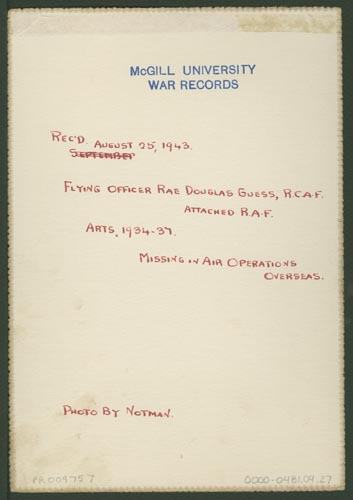 McGILL UNIVERSITY
WAR RECORDS
REC'D. AUGUST 25, 1943.
SEPTEMBER
FLYING OFFICER RAE DOUGLAS GUESS, R.C.A.F.
ATTACHED R.A.F.
ARTS, 1934-37.
MISSING IN AIR OPERATIONS
OVERSEAS.
PHOTO BY NOTMAN.
PR009757
0000-0481.04.27